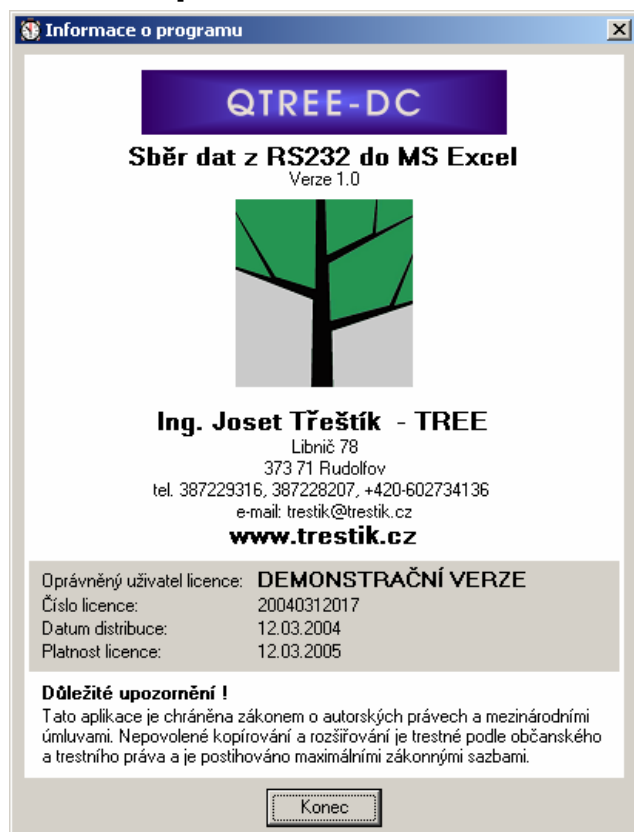 Informace o programu
QTREE-DC
Sběr dat z RS232 do MS Excel
Verze 1.0
Ing. Joset Třeštík - TREE
Libnič 78
373 71 Rudolfov
tel. 387229316, 387228207, +420-602734136
e-mail: trestik@trestik.cz
www.trestik.cz
Oprávněný uživatel licence: DEMONSTRAČNÍ VERZE
Číslo licence: 20040312017
Datum distribuce: 12.03.2004
Platnost licence: 12.03.2005
Důležité upozornění !
Tato aplikace je chráněna zákonem o autorských právech a mezinárodními
úmluvami. Nepovolené kopírování a rozšiřování je trestné podle občanského
a trestního práva a je postihováno maximálními zákonnými sazbami.
Konec